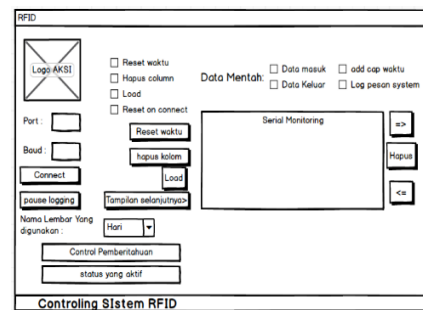 RFID
Logo AKSI
Reset waktu
Hapus column
Load
Reset on connect
Data Mentah:
Data masuk
add cap waktu
Data Keluar
Log pesan system
Port :
Baud :
Connect
pause logging
Reset waktu
hapus kolom
Load
Tampilan selanjutnya>
Serial Monitoring
=>
Hapus
<=
Nama Lembar Yang
digunakan :
Hari
Control Pemberitahuan
status yang aktif
Controling SIstem RFID